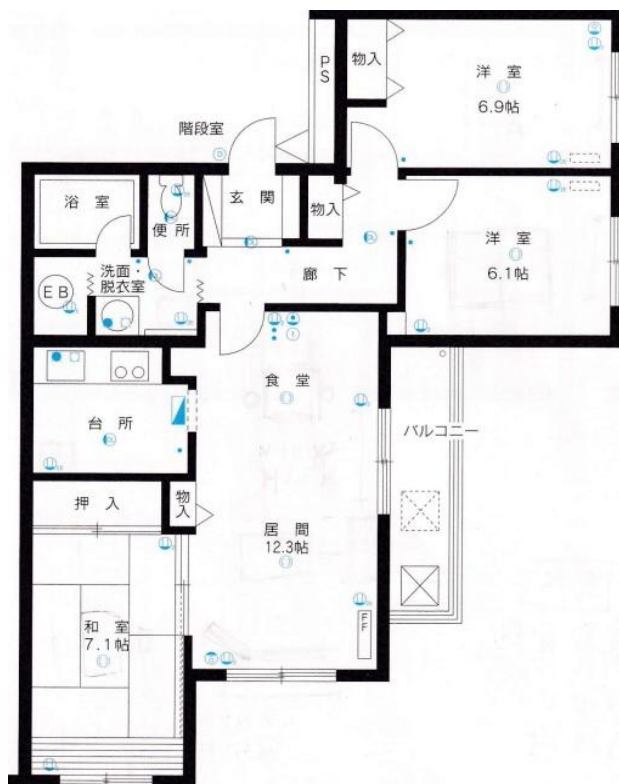 物入
洋 室
6.9帖
PS
階段室
浴 室
便 所
玄 関
物入
洋 室
6.1帖
洗面・
脱衣室
EB
廊 下
食 堂
台 所
バルコニー
押 入
物入
居 間
12.3帖
和 室
7.1帖
FF